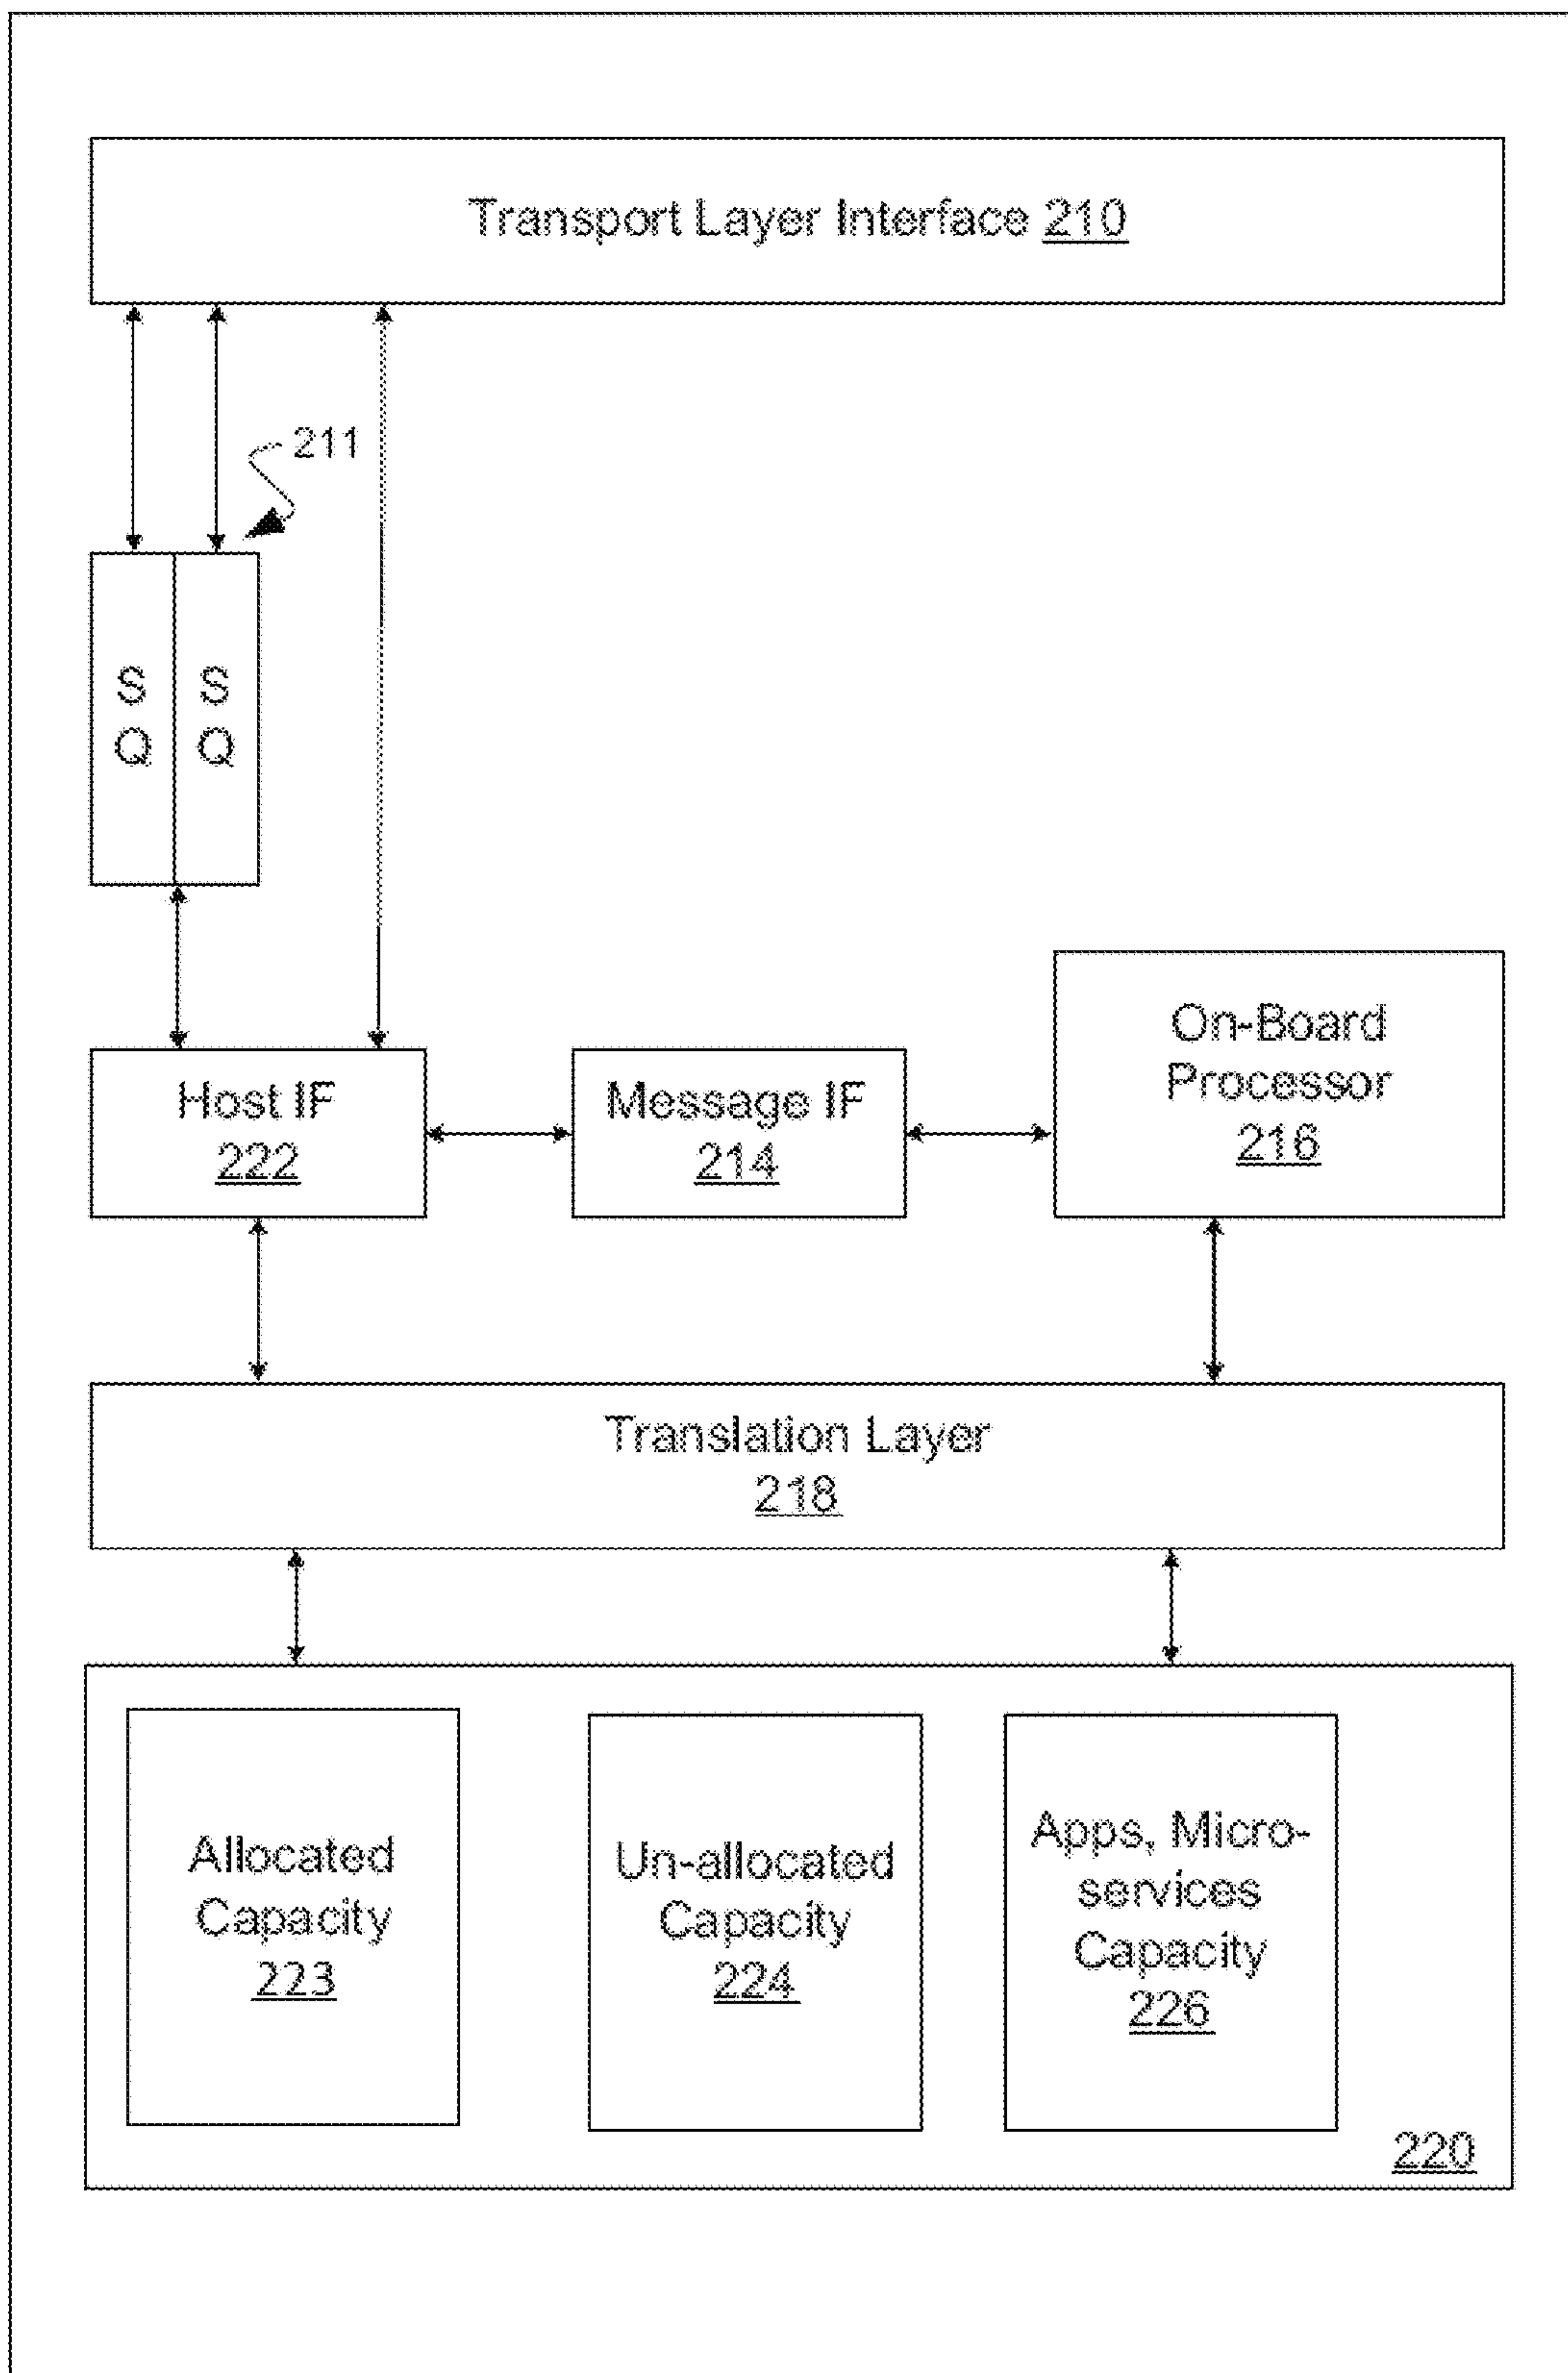 Transport Layer Interface 210
211
S
Q
S
Q
Host IF
222
Message IF
214
On-Board
Processor
216
Translation Layer
218
Allocated
Capacity
223
Un-allocated
Capacity
224
Apps, Micro-
services
Capacity
226
220